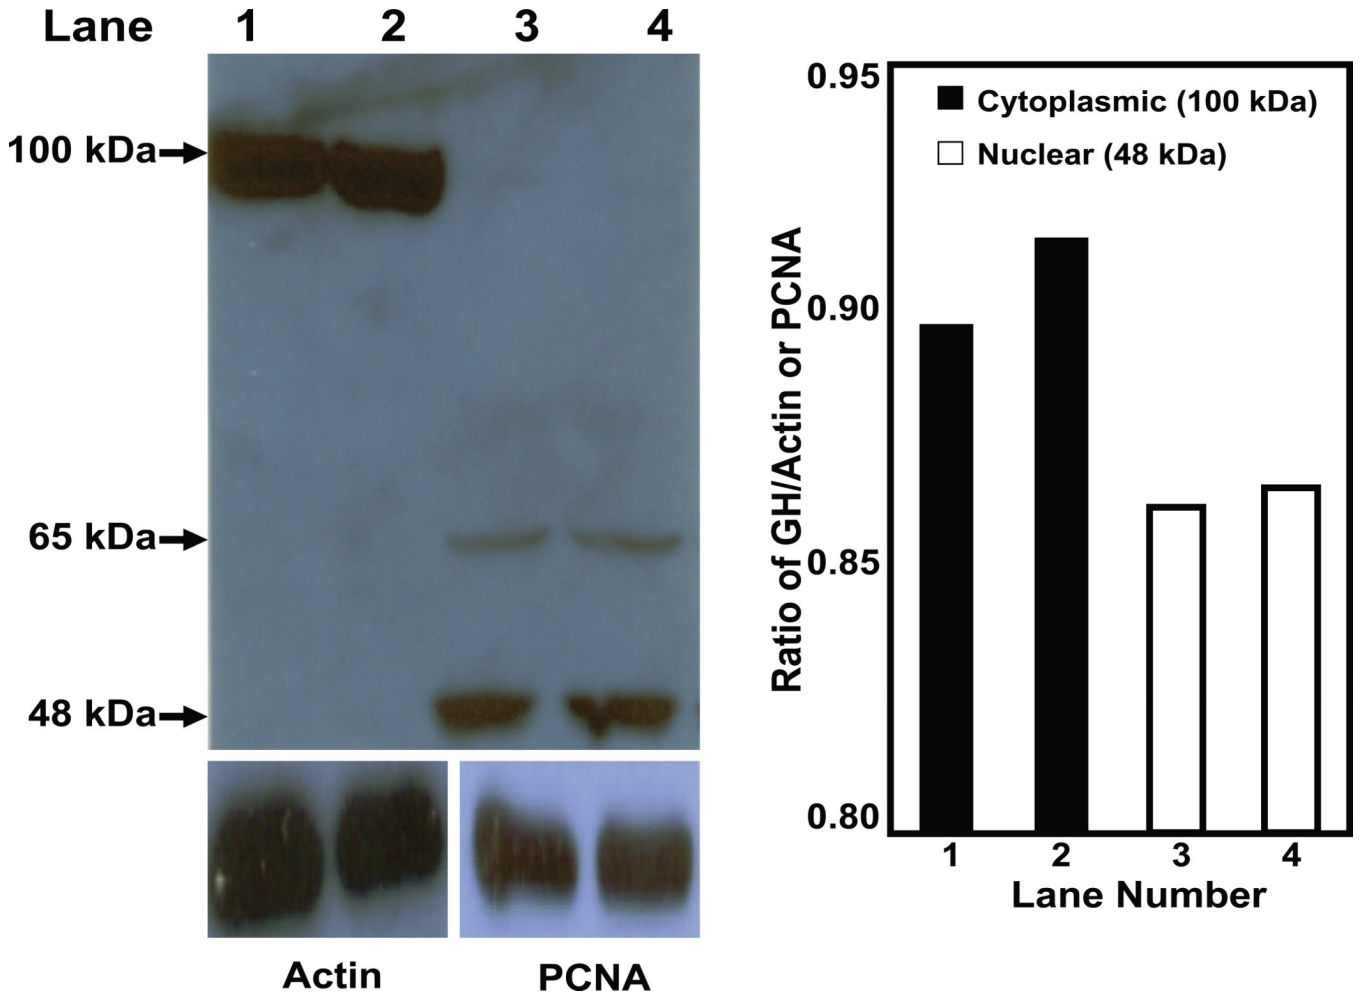 Lane 1 2 3 4
100 kDa
65 kDa
48 kDa
Actin PCNA
Ratio of GH/Actin or PCNA
0.95
0.90
0.85
0.80
Cytoplasmic (100 kDa)
Nuclear (48 kDa)
1 2 3 4
Lane Number